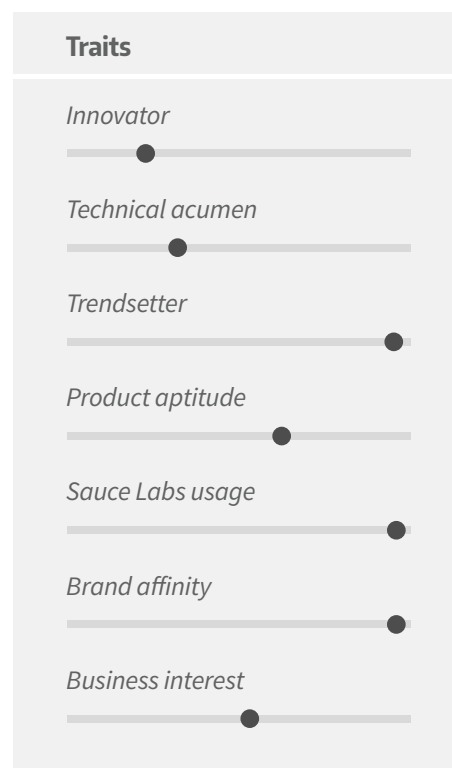 Traits
Innovator
Technical acumen
Trendsetter
Product aptitude
Sauce Labs usage
Brand affinity
Business interest